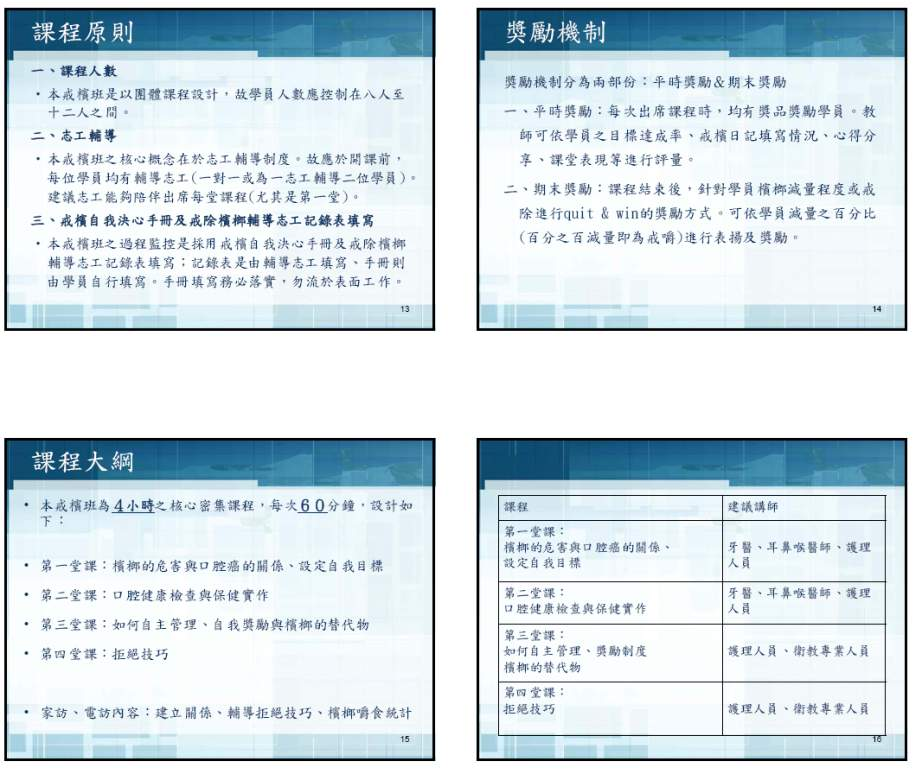 課程原則
一、課程人數
・本戒檳班是以團體課程設計，故學員人數應控制在八人至
十二人之間。
二、志工輔導
・本戒檳班之核心概念在於志工輔導制度。故應於開課前，
每位學員均有輔導志工(一對一或為一志工輔導二位學員)。
建議志工能夠陪伴出席每堂課程(尤其是第一堂)。
三、戒檳自我決心手冊及戒除檳榔輔導志工記錄表填寫
・本戒檳班之過程監控是採用戒檳自我決心手冊及戒除檳榔
輔導志工記錄表填寫；記錄表是由輔導志工填寫、手冊則
由學員自行填寫。手冊填寫務必落實，勿流於表面工作。
13
獎勵機制
獎勵機制分為兩部份：平時獎勵＆期末獎勵
一、平時獎勵：每次出席課程時，均有獎品獎勵學員。教
師可依學員之目標達成率、戒檳日記填寫情況、心得分
享、課堂表現等進行評量。
二、期末獎勵：課程結束後，針對學員檳榔減量程度或戒
除進行quit & win的獎勵方式。可依學員減量之百分比
(百分之百減量即為戒嚼)進行表揚及獎勵。
14
課程大綱
・本戒檳班為4小時之核心密集課程，每次60分鐘，設計如
下：
・第一堂課：檳榔的危害與口腔癌的關係、設定自我目標
・第二堂課：口腔健康檢查與保健實作
・第三堂課：如何自主管理、自我獎勵與檳榔的替代物
・第四堂課：拒絕技巧
・家訪、電訪內容：建立關係、輔導拒絕技巧、檳榔嚼食統計
15
課程 建議講師
第一堂課：
檳榔的危害與口腔癌的關係、
設定自我目標
牙醫、耳鼻喉醫師、護理
人員
第二堂課：
口腔健康檢查與保健實作
牙醫、耳鼻喉醫師、護理
人員
第三堂課：
如何自主管理、獎勵制度
檳榔的替代物
護理人員、衛教專業人員
第四堂課：
拒絕技巧
護理人員、衛教專業人員
16